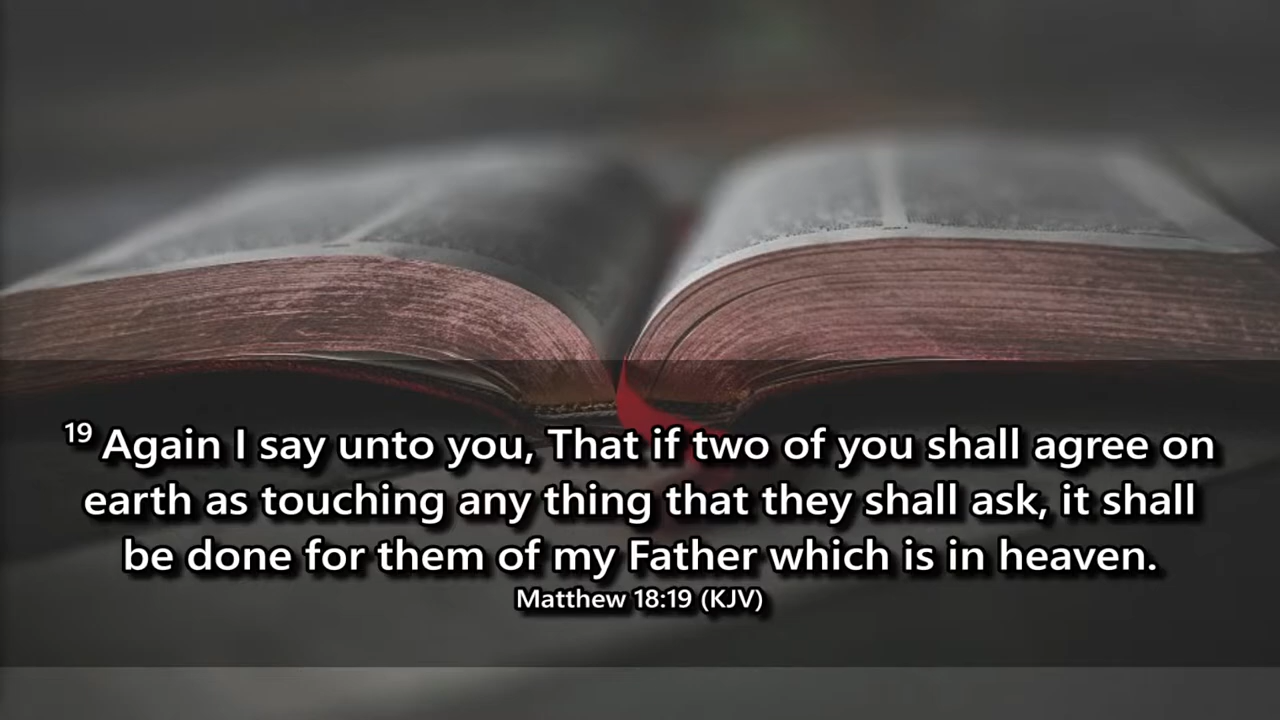 19 Again I say unto you, That if two of you shall agree on
earth as touching any thing that they shall ask, it shall
be done for them of my Father which is in heaven.
Matthew 18:19 (KJV)